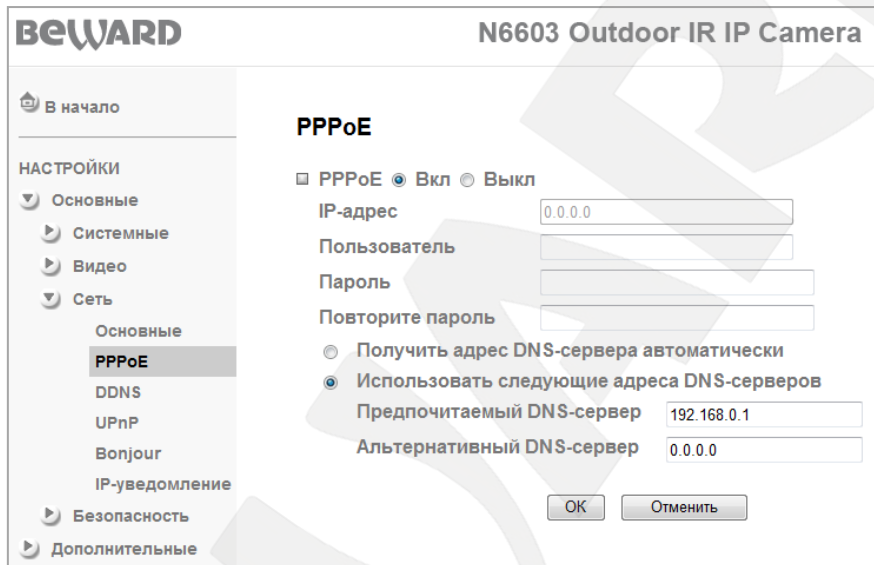 BEWARD
N6603 Outdoor IR IP Camera
В начало
НАСТРОЙКИ
Основные
Системные
Видео
Сеть
Основные
PPPoE
DDNS
UPnP
Bonjour
IP-уведомление
Безопасность
Дополнительные
PPPoE
PPPoE Вкл Выкл
IP-адрес 0.0.0.0
Пользователь
Пароль
Повторите пароль
Получить адрес DNS-сервера автоматически
Использовать следующие адреса DNS-серверов
Предпочитаемый DNS-сервер 192.168.0.1
Альтернативный DNS-сервер 0.0.0.0
OK Отменить